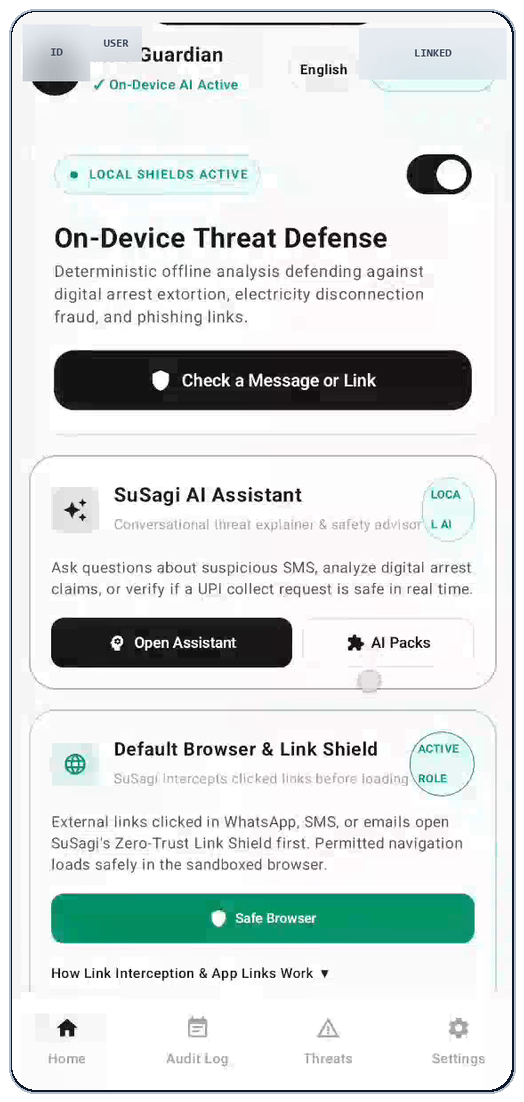 ID
USER
Guardian
LINKED
English
✓ On-Device AI Active
LOCAL SHIELDS ACTIVE
On-Device Threat Defense
Deterministic offline analysis defending against
digital arrest extortion, electricity disconnection
fraud, and phishing links.
Check a Message or Link
SuSagi AI Assistant
Conversational threat explainer & safety advisor
LOCA
L AI
Ask questions about suspicious SMS, analyze digital arrest
claims, or verify if a UPI collect request is safe in real time.
Open Assistant
AI Packs
Default Browser & Link Shield
SuSagi intercepts clicked links before loading
ACTIVE
ROLE
External links clicked in WhatsApp, SMS, or emails open
SuSagi's Zero-Trust Link Shield first. Permitted navigation
loads safely in the sandboxed browser.
Safe Browser
How Link Interception & App Links Work ▼
Home
Audit Log
Threats
Settings